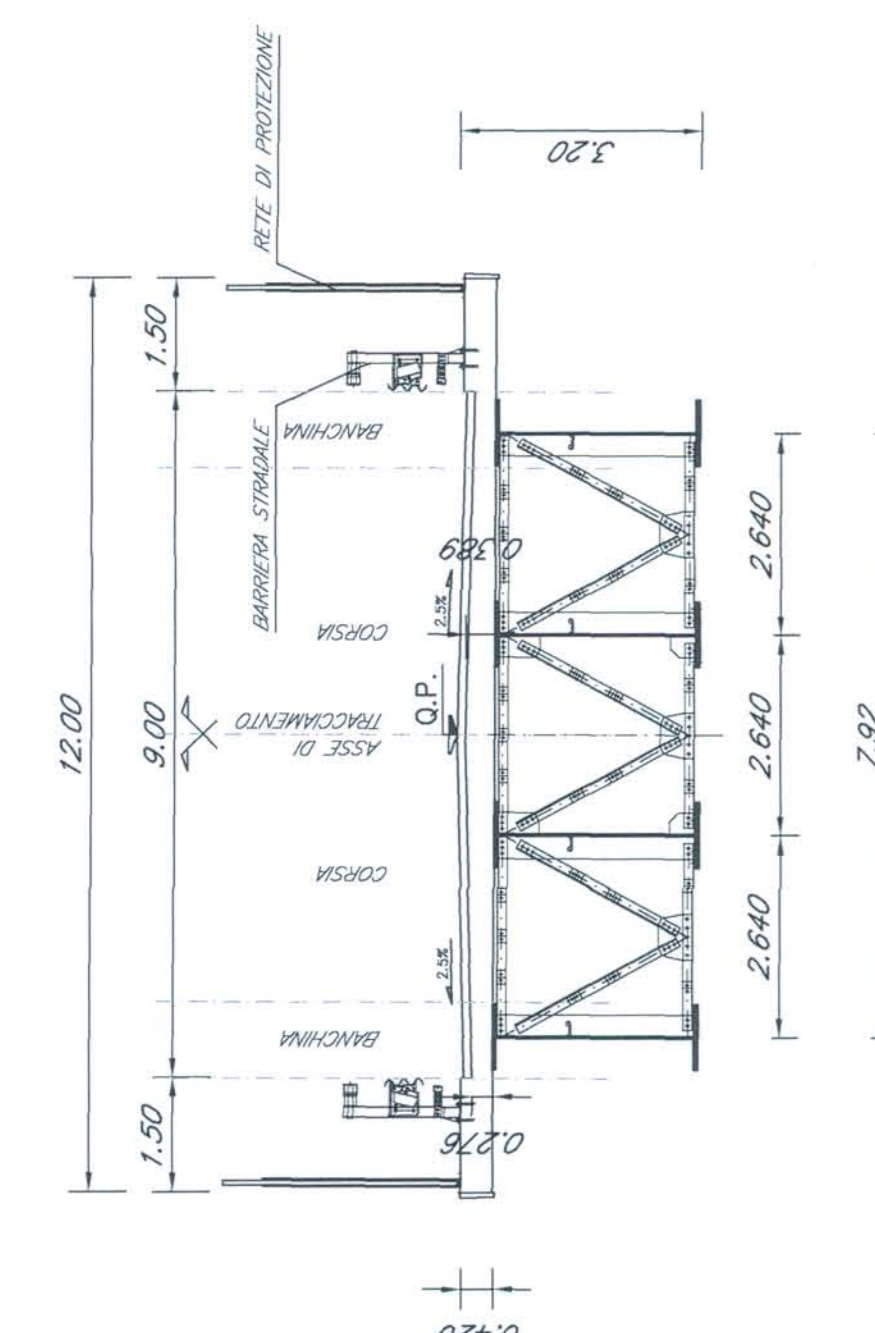 RETE DI PROTEZIONE
3.20
12.00
1.50
9.00
1.50
BARRIERA STRADALE
BANCHINA
CORSIA
ASSE DI
TRACCIAMENTO
CORSIA
BANCHINA
Q.P.
2.5%
2.5%
0.389
0.276
2.640
2.640
2.640
7.92